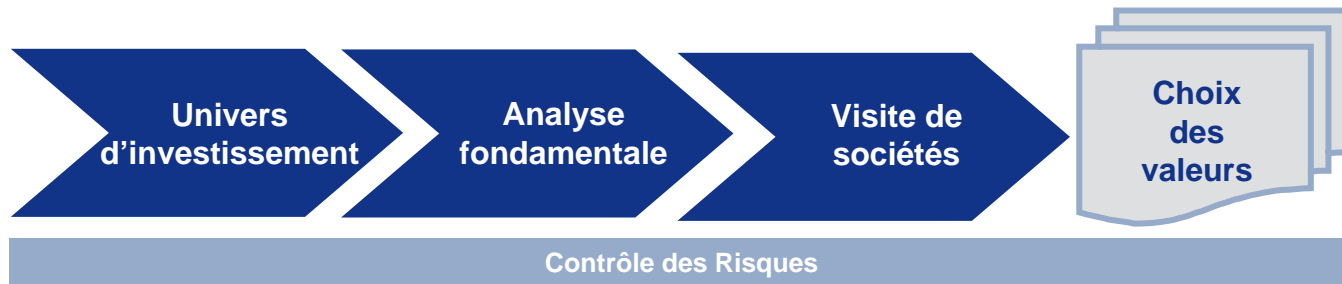 Univers
d’investissement
Analyse
fondamentale
Visite de
sociétés
Choix
des
valeurs
Contrôle des Risques